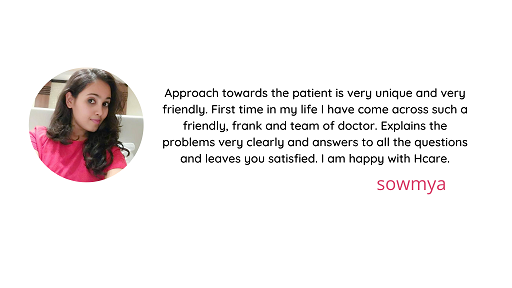 Approach towards the patient is very unique and very
friendly. First time in my life I have come across such a
friendly, frank and team of doctor. Explains the
problems very clearly and answers to all the questions
and leaves you satisfied. I am happy with Hcare.
sowmya